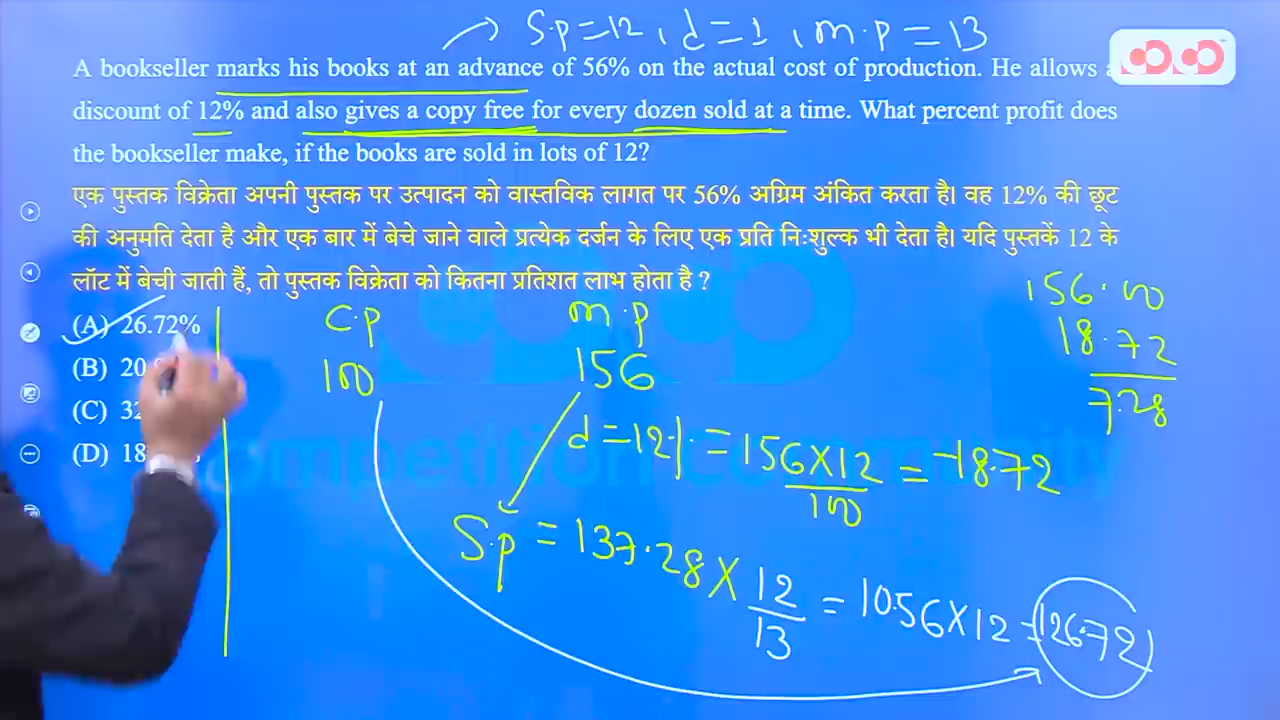 S.p = 12, d = 1, m.p = 13
A bookseller marks his books at an advance of 56% on the actual cost of production. He allows a
discount of 12% and also gives a copy free for every dozen sold at a time. What percent profit does
the bookseller make, if the books are sold in lots of 12?
एक पुस्तक विक्रेता अपनी पुस्तक पर उत्पादन को वास्तविक लागत पर 56% अग्रिम अंकित करता है। वह 12% की छूट
की अनुमति देता है और एक बार में बेचे जाने वाले प्रत्येक दर्जन के लिए एक प्रति निःशुल्क भी देता है। यदि पुस्तकें 12 के
लॉट में बेची जाती हैं, तो पुस्तक विक्रेता को कितना प्रतिशत लाभ होता है ?
156.00
18.72
7.28
(A) 26.72%
(B) 20
(C) 32
(D) 18
C.p m.p
100 156
d = 12% = 156×12/100 = -18.72
S.p = 137.28 × 12/13 = 10.56×12 = 126.72
Competition Community